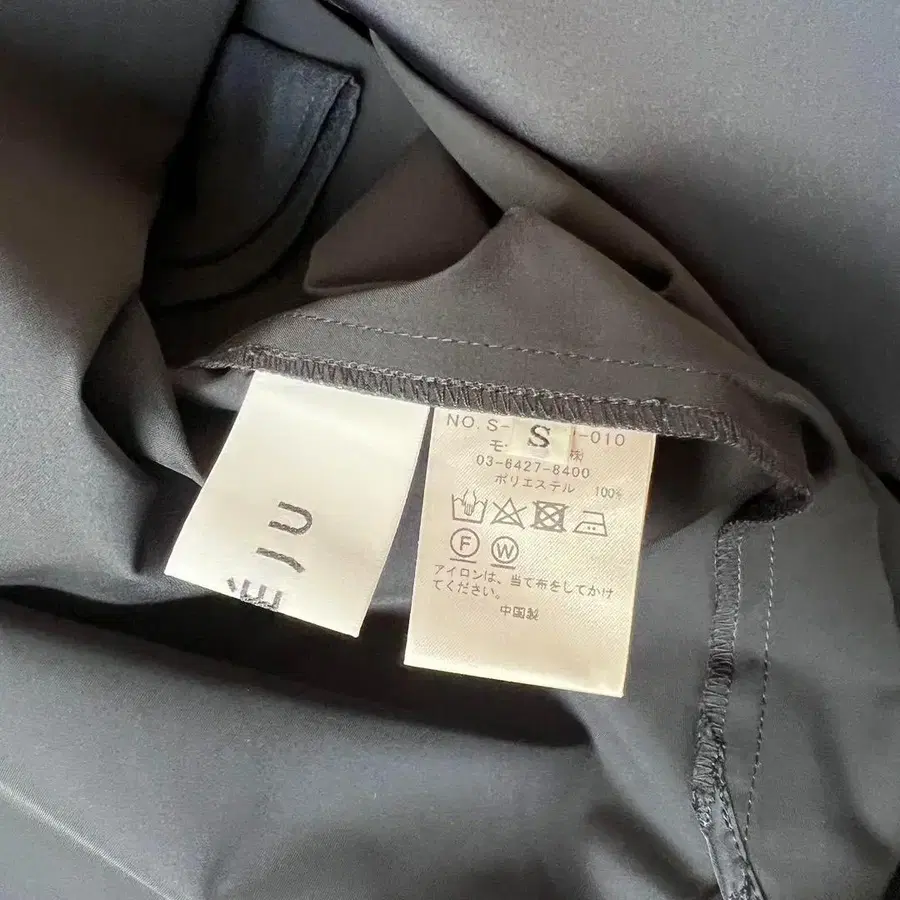 NO.S- S -010
モ (株)
03-6427-8400
ポリエステル 100%
F W
アイロンは、当て布をしてかけ
てください。
中国製